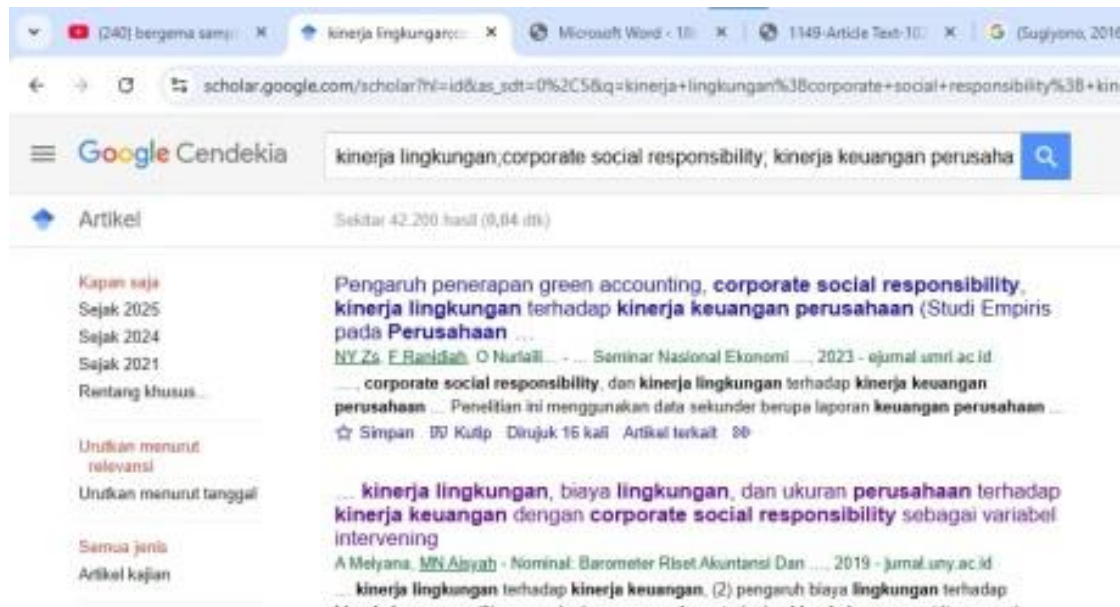 (240) bergema samp
kinerja lingkungan;co
Microsoft Word - 18
1149-Article Text-102
(Sugiyono, 2016
scholar.google.com/scholar?hl=id&as_sdt=0%2C5&q=kinerja+lingkungan%3Bcorporate+social+responsibility%3B+kin
Google Cendekia
kinerja lingkungan;corporate social responsibility; kinerja keuangan perusaha
Artikel
Sekitar 42.200 hasil (0,04 dtk)
Kapan saja
Sejak 2025
Sejak 2024
Sejak 2021
Rentang khusus...
Urutkan menurut
relevansi
Urutkan menurut tanggal
Semua jenis
Artikel kajian
Pengaruh penerapan green accounting, corporate social responsibility,
kinerja lingkungan terhadap kinerja keuangan perusahaan (Studi Empiris
pada Perusahaan ...
NY Zs, F Ranidiah, O Nurlaili... - ... Seminar Nasional Ekonomi ..., 2023 - ejurnal.umri.ac.id
... , corporate social responsibility, dan kinerja lingkungan terhadap kinerja keuangan
perusahaan ... Penelitian ini menggunakan data sekunder berupa laporan keuangan perusahaan ...
Simpan Kutip Dirujuk 16 kali Artikel terkait
... kinerja lingkungan, biaya lingkungan, dan ukuran perusahaan terhadap
kinerja keuangan dengan corporate social responsibility sebagai variabel
intervening
A Melyana, MN Aisyah - Nominal: Barometer Riset Akuntansi Dan ..., 2019 - jurnal.uny.ac.id
... kinerja lingkungan terhadap kinerja keuangan, (2) pengaruh biaya lingkungan terhadap